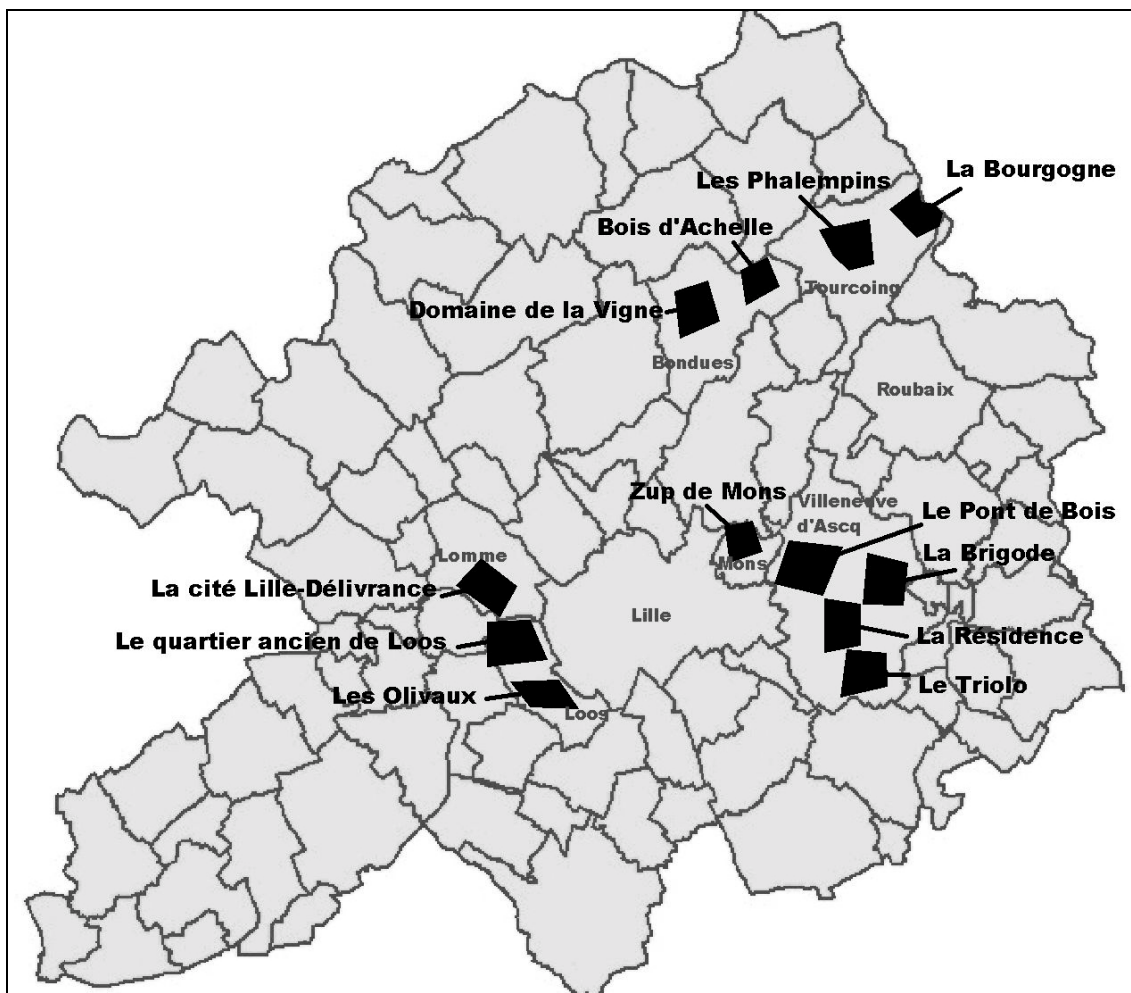 La Bourgogne
Les Phalempins
Bois d'Achelle
Tourcoing
Domaine de la Vigne
Bondues
Roubaix
Zup de Mons
Villeneuve
d'Ascq
Le Pont de Bois
Lomme
Mons
La Brigode
La cité Lille-Délivrance
Lille
La Résidence
Le quartier ancien de Loos
Le Triolo
Les Olivaux
Loos